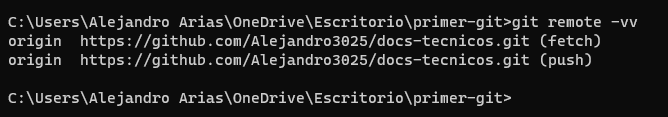 C:\Users\Alejandro Arias\OneDrive\Escritorio\primer-git>git remote -vv
origin  https://github.com/Alejandro3025/docs-tecnicos.git (fetch)
origin  https://github.com/Alejandro3025/docs-tecnicos.git (push)
C:\Users\Alejandro Arias\OneDrive\Escritorio\primer-git>